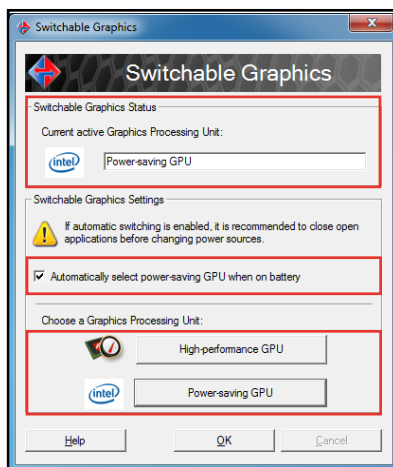 Switchable Graphics
Switchable Graphics
Switchable Graphics Status
Current active Graphics Processing Unit:
intel Power-saving GPU
Switchable Graphics Settings
If automatic switching is enabled, it is recommended to close open
applications before changing power sources.
Automatically select power-saving GPU when on battery
Choose a Graphics Processing Unit:
High-performance GPU
intel Power-saving GPU
Help OK Cancel